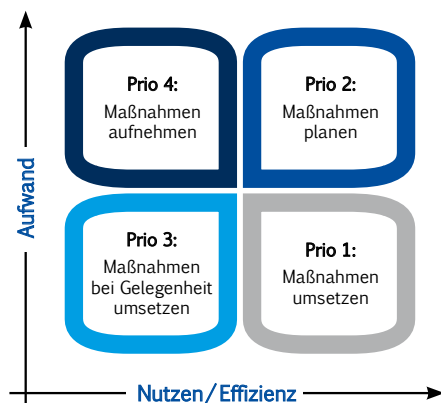 Prio 4:
Maßnahmen
aufnehmen
Prio 2:
Maßnahmen
planen
Prio 3:
Maßnahmen
bei Gelegenheit
umsetzen
Prio 1:
Maßnahmen
umsetzen
Aufwand
Nutzen/Effizienz